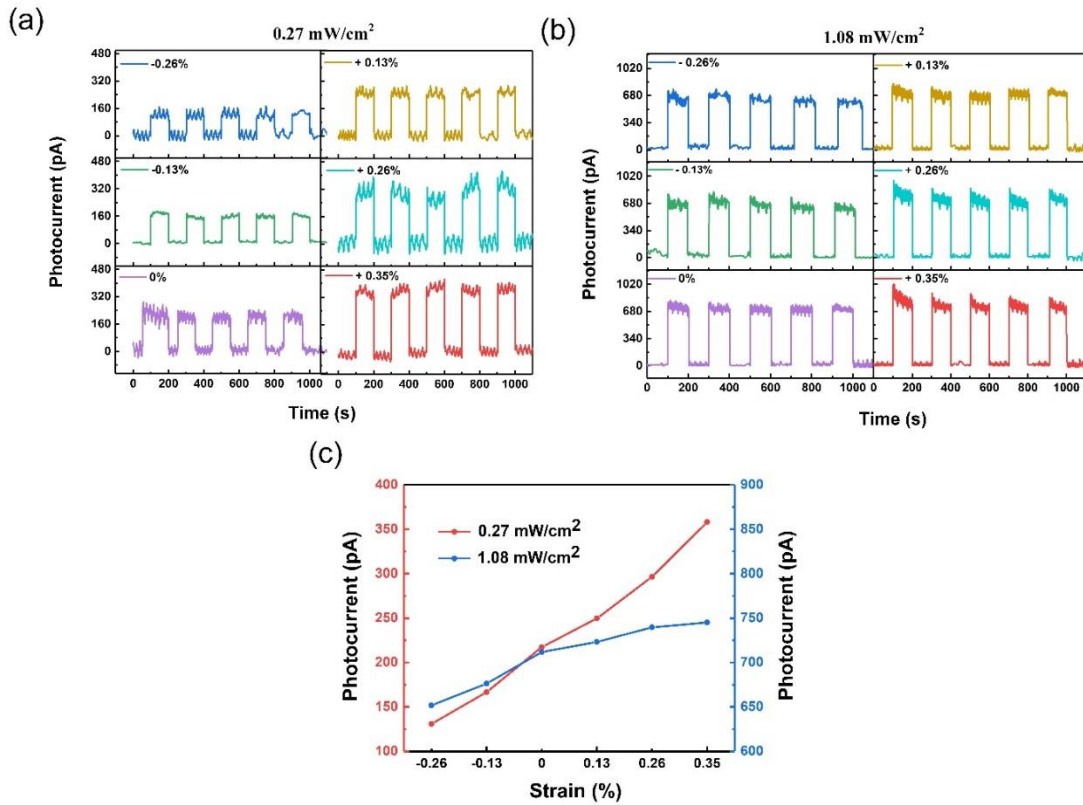 (a)
0.27 mW/cm²
Photocurrent (pA)
480
320
160
0
-0.26%
+ 0.13%
480
320
160
0
-0.13%
+ 0.26%
480
320
160
0
0%
+ 0.35%
0 200 400 600 800 1000 0 200 400 600 800 1000
Time (s)
(b)
1.08 mW/cm²
Photocurrent (pA)
1020
680
340
0
- 0.26%
+ 0.13%
1020
680
340
0
- 0.13%
+ 0.26%
1020
680
340
0
0%
+ 0.35%
0 200 400 600 800 1000 0 200 400 600 800 1000
Time (s)
(c)
Photocurrent (pA)
400
350
300
250
200
150
100
0.27 mW/cm²
1.08 mW/cm²
900
850
800
750
700
650
600
Photocurrent (pA)
-0.26 -0.13 0 0.13 0.26 0.35
Strain (%)